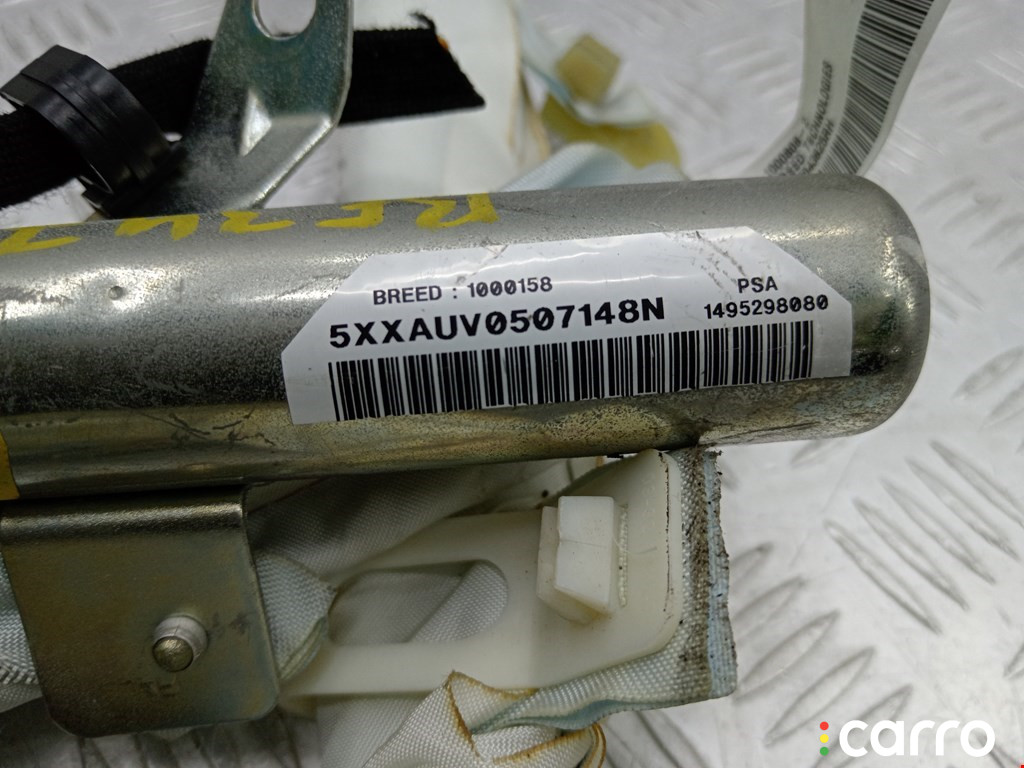 BREED : 1000158
PSA
5XXAUV0507148N
1495298080
carro